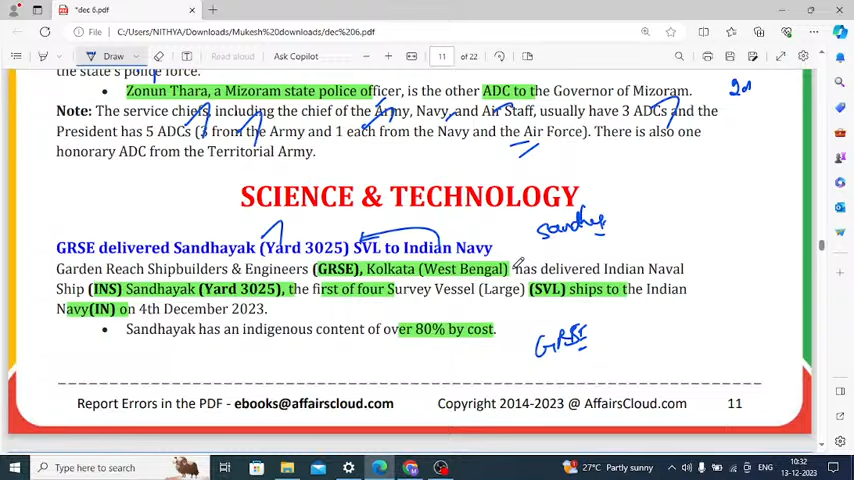 *dec 6.pdf
File
C:/Users/NITHYA/Downloads/Mukesh%20downloads/dec%206.pdf
Draw
Read aloud
Ask Copilot
11
of 22
the state's police force.
• Zonun Thara, a Mizoram state police officer, is the other ADC to the Governor of Mizoram.
Note: The service chiefs, including the chief of the Army, Navy, and Air Staff, usually have 3 ADCs and the
President has 5 ADCs (3 from the Army and 1 each from the Navy and the Air Force). There is also one
honorary ADC from the Territorial Army.
SCIENCE & TECHNOLOGY
GRSE delivered Sandhayak (Yard 3025) SVL to Indian Navy
Garden Reach Shipbuilders & Engineers (GRSE), Kolkata (West Bengal) has delivered Indian Naval
Ship (INS) Sandhayak (Yard 3025), the first of four Survey Vessel (Large) (SVL) ships to the Indian
Navy(IN) on 4th December 2023.
• Sandhayak has an indigenous content of over 80% by cost.
GRSE
Report Errors in the PDF - ebooks@affairscloud.com
Copyright 2014-2023 @ AffairsCloud.com
11
Type here to search
27°C Partly sunny
ENG
10:32
13-12-2023